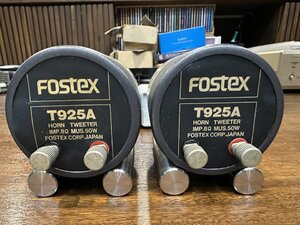 FOSTEX
T925A
HORN TWEETER
IMP.8Ω MUS.50W
FOSTEX CORP.JAPAN
FOSTEX
T925A
HORN TWEETER
IMP.8Ω MUS.50W
FOSTEX CORP.JAPAN